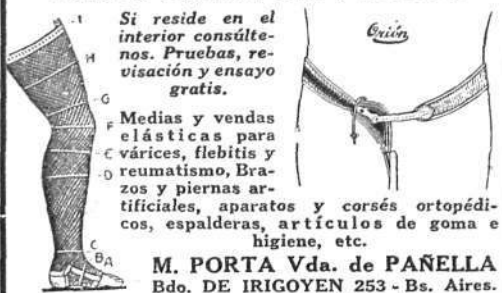 Si reside en el
interior consúlte-
nos. Pruebas, re-
visación y ensayo
gratis.
Orión
I
H
G
F
E
D
C
B A
Medias y vendas
elásticas para
várices, flebitis y
reumatismo, Bra-
zos y piernas ar-
tificiales, aparatos y corsés ortopédi-
cos, espalderas, artículos de goma e
higiene, etc.
M. PORTA Vda. de PAÑELLA
Bdo. DE IRIGOYEN 253 - Bs. Aires.